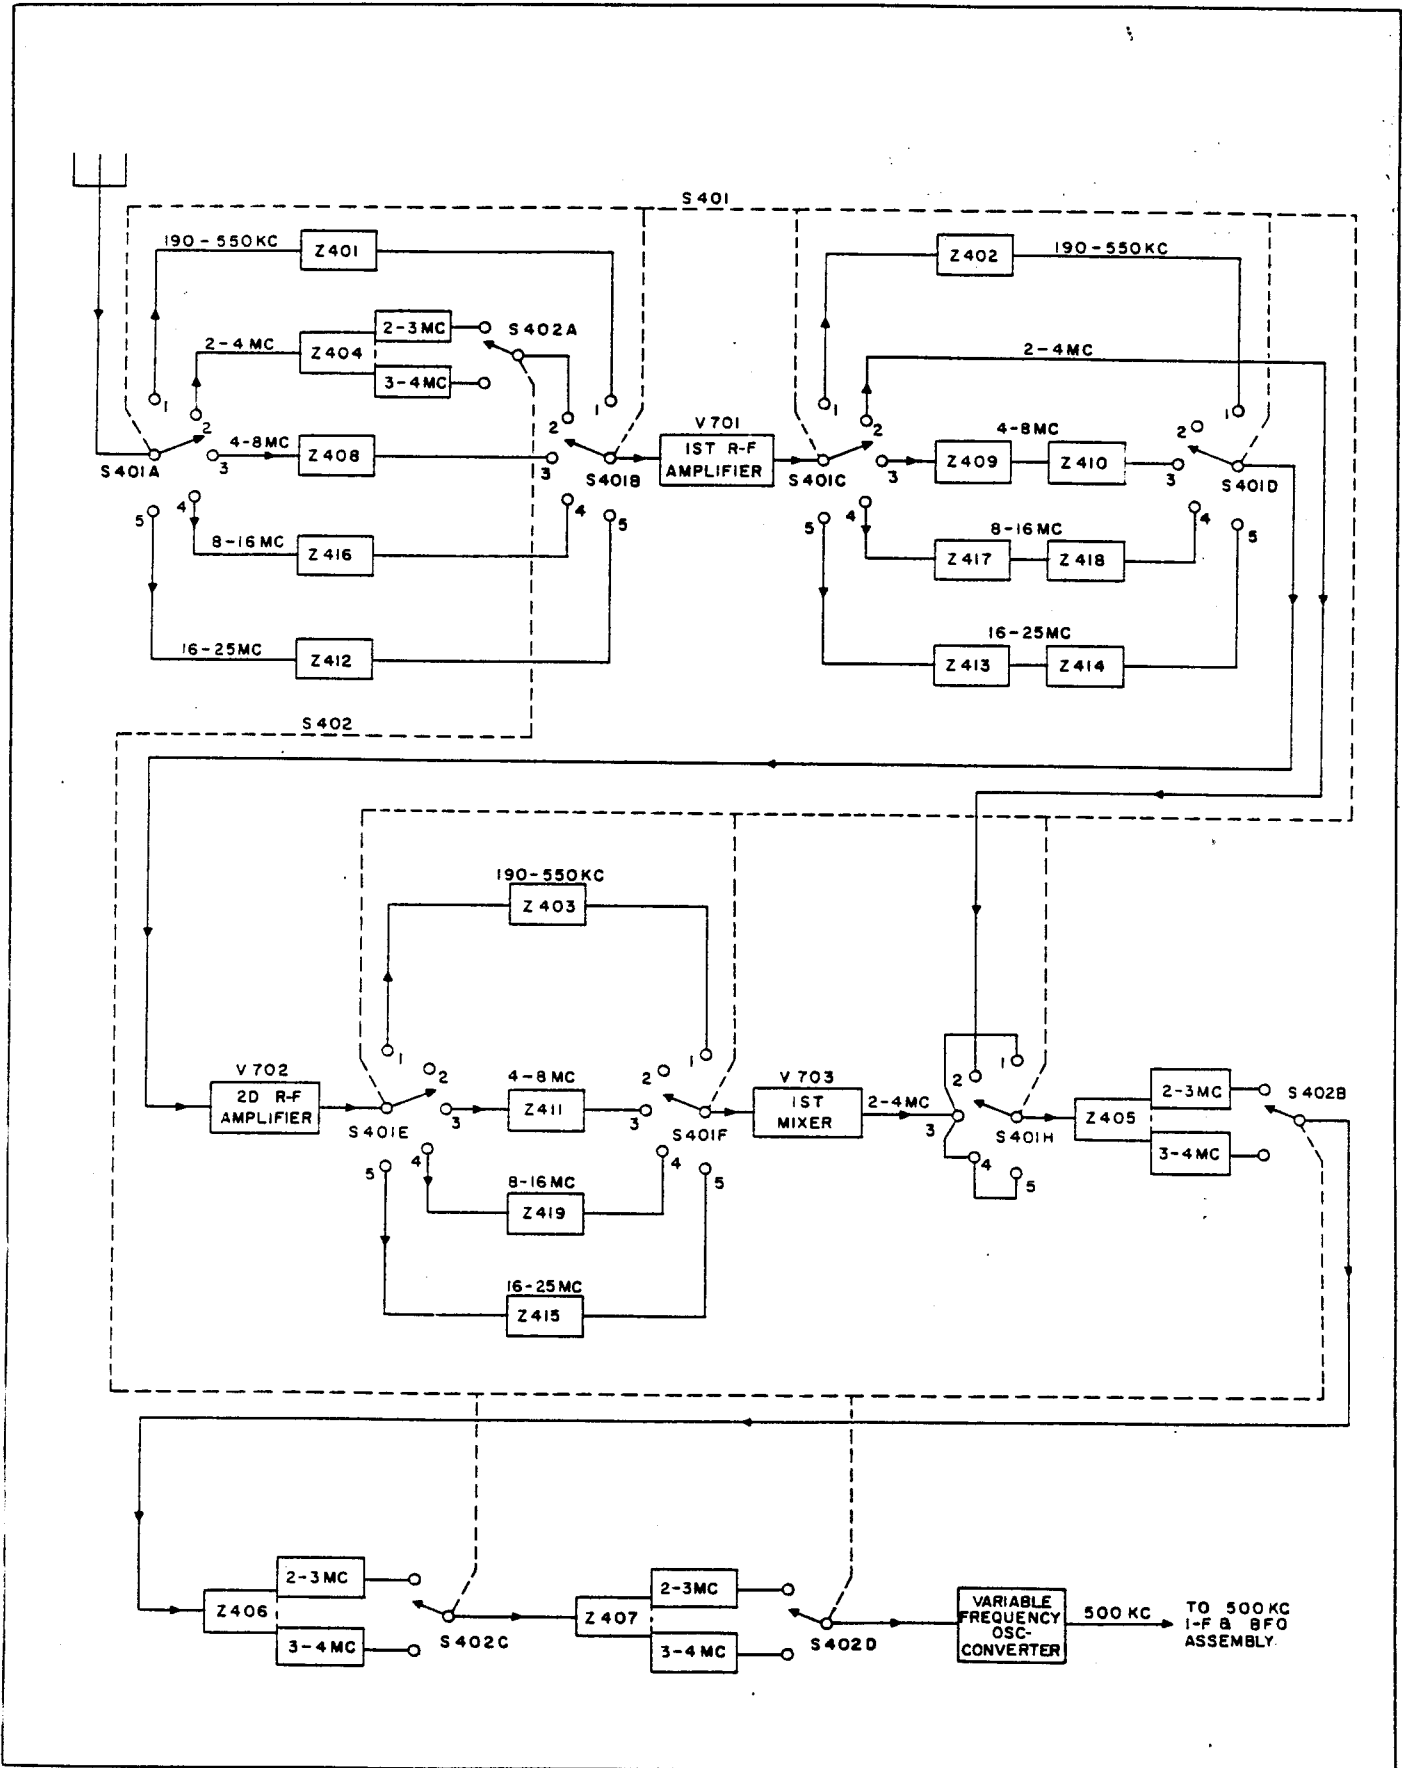 S401
190-550KC
Z401
Z402
190-550KC
2-3MC
S402A
2-4MC
Z404
3-4MC
2-4MC
1
2
4-8MC
3
Z408
S401A
4
5
8-16MC
Z416
16-25MC
Z412
1
2
3
S401B
4
5
V701
1ST R-F
AMPLIFIER
S401C
1
2
3
4
5
4-8MC
Z409
Z410
8-16MC
Z417
Z418
16-25MC
Z413
Z414
1
2
3
S401D
4
5
S402
190-550KC
Z403
V702
2D R-F
AMPLIFIER
S401E
1
2
3
4
5
4-8MC
Z411
8-16MC
Z419
16-25MC
Z415
1
2
3
S401F
4
5
V703
1ST
MIXER
2-4MC
1
2
3
S401H
4
5
Z405
2-3MC
3-4MC
S402B
Z406
2-3MC
3-4MC
S402C
Z407
2-3MC
3-4MC
S402D
VARIABLE
FREQUENCY
OSC-
CONVERTER
500 KC
TO 500 KC
I-F & BFO
ASSEMBLY.